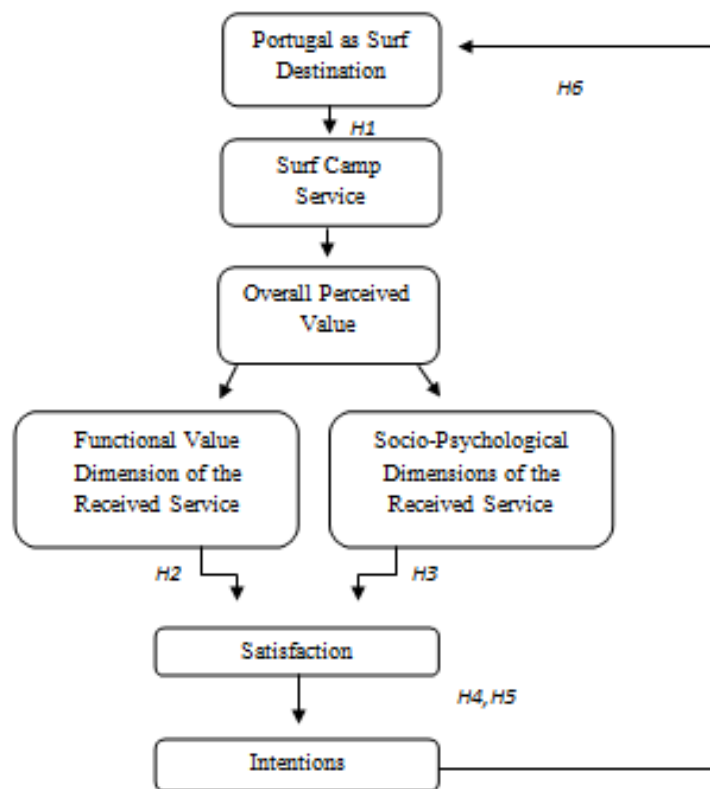 Portugal as Surf
Destination
H6
H1
Surf Camp
Service
Overall Perceived
Value
Functional Value
Dimension of the
Received Service
Socio-Psychological
Dimensions of the
Received Service
H2
H3
Satisfaction
H4,H5
Intentions